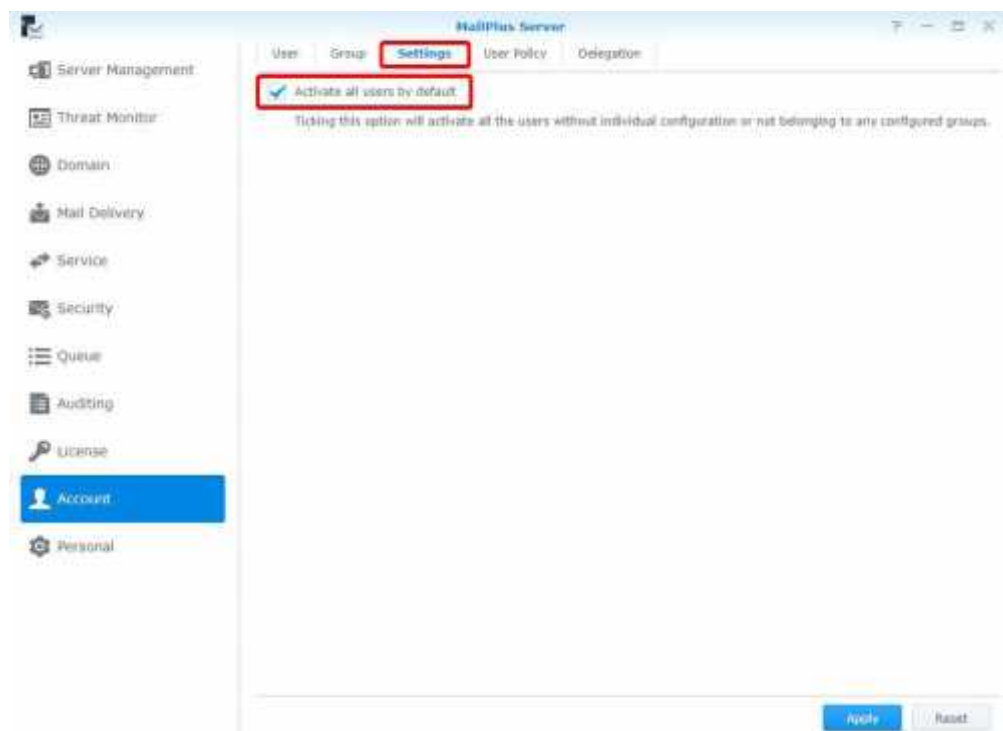 MailPlus Server
User Group Settings User Policy Delegation
Activate all users by default
Ticking this option will activate all the users without individual configuration or not belonging to any configured groups.
Server Management
Threat Monitor
Domain
Mail Delivery
Service
Security
Queue
Auditing
License
Account
Personal
Apply Reset